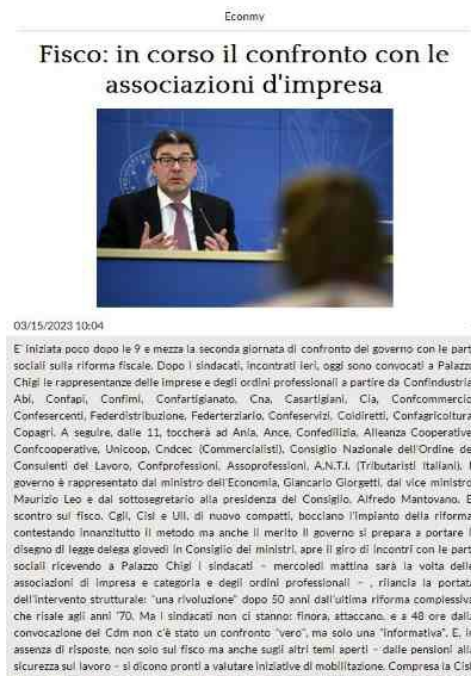 Econmy
Fisco: in corso il confronto con le
associazioni d'impresa
03/15/2023 10:04
E' iniziata poco dopo le 9 e mezza la seconda giornata di confronto del governo con le parti
sociali sulla riforma fiscale. Dopo i sindacati, incontrati ieri, oggi sono convocati a Palazzo
Chigi le rappresentanze delle imprese e degli ordini professionali a partire da Confindustria,
Abi, Confapi, Confimi, Confartigianato, Cna, Casartigiani, Cia, Confcommercio,
Confesercenti, Federdistribuzione, Federterziario, Confeservizi, Coldiretti, Confagricoltura,
Copagri. A seguire, dalle 11, toccherà ad Ania, Ance, Confedilizia, Alleanza Cooperative,
Confcooperative, Unicoop, Cndcec (Commercialisti), Consiglio Nazionale dell'Ordine dei
Consulenti del Lavoro, Confprofessioni, Assoprofessioni, A.N.T.I. (Tributaristi Italiani). Il
governo è rappresentato dal ministro dell'Economia, Giancarlo Giorgetti, dal vice ministro,
Maurizio Leo e dal sottosegretario alla presidenza del Consiglio, Alfredo Mantovano. E'
scontro sul fisco. Cgil, Cisl e Uil, di nuovo compatti, bocciano l'impianto della riforma
contestando innanzitutto il metodo ma anche il merito Il governo si prepara a portare il
disegno di legge delega giovedì in Consiglio dei ministri, apre il giro di incontri con le parti
sociali ricevendo a Palazzo Chigi i sindacati – mercoledì mattina sarà la volta delle
associazioni di impresa e categoria e degli ordini professionali – , rilancia la portata
dell'intervento strutturale: "una rivoluzione" dopo 50 anni dall'ultima riforma complessiva
che risale agli anni '70. Ma i sindacati non ci stanno: finora, attaccano, e a 48 ore dalla
convocazione del Cdm non c'è stato un confronto "vero", ma solo una "informativa". E, in
assenza di risposte, non solo sul fisco ma anche sugli altri temi aperti – dalle pensioni alla
sicurezza sul lavoro – si dicono pronti a valutare iniziative di mobilitazione. Compresa la Cisl